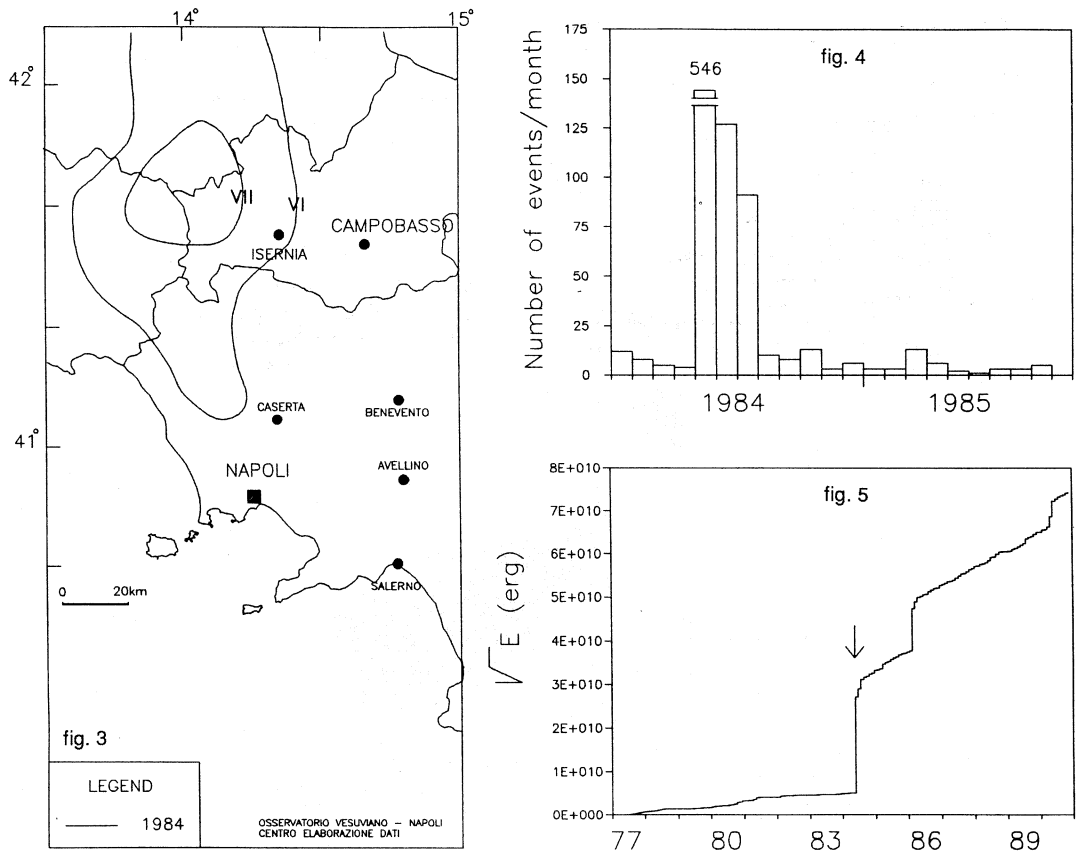 14°
15°
42°
VII
VI
CAMPOBASSO
ISERNIA
41°
CASERTA
BENEVENTO
NAPOLI
AVELLINO
0 20km
SALERNO
fig. 3
LEGEND
1984
OSSERVATORIO VESUVIANO - NAPOLI
CENTRO ELABORAZIONE DATI
fig. 4
Number of events/month
175
150
125
100
75
50
25
0
546
1984 1985
fig. 5
√E (erg)
8E+010
7E+010
6E+010
5E+010
4E+010
3E+010
2E+010
1E+010
0E+000
77 80 83 86 89